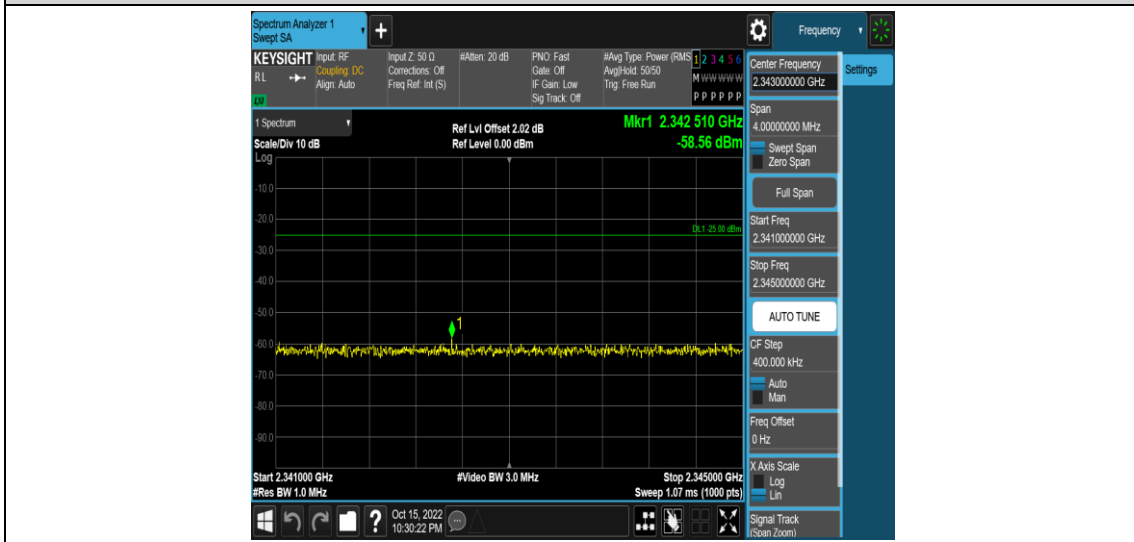 Spectrum Analyzer 1
Swept SA
+
Frequency
KEYSIGHT
RL
LXI
Input: RF
Coupling: DC
Align: Auto
Input Z: 50 Ω
Corrections: Off
Freq Ref: Int (S)
#Atten: 20 dB
PNO: Fast
Gate: Off
IF Gain: Low
Sig Track: Off
#Avg Type: Power (RMS
Avg|Hold: 50/50
Trig: Free Run
1 2 3 4 5 6
M W W W W W
P P P P P P
1 Spectrum
Scale/Div 10 dB
Log
Ref Lvl Offset 2.02 dB
Ref Level 0.00 dBm
Mkr1 2.342 510 GHz
-58.56 dBm
-10.0
-20.0
DL1 -25.00 dBm
-30.0
-40.0
-50.0
1
-60.0
-70.0
-80.0
-90.0
Start 2.341000 GHz
#Res BW 1.0 MHz
#Video BW 3.0 MHz
Stop 2.345000 GHz
Sweep 1.07 ms (1000 pts)
?
Oct 15, 2022
10:30:22 PM
Center Frequency
2.343000000 GHz
Settings
Span
4.00000000 MHz
Swept Span
Zero Span
Full Span
Start Freq
2.341000000 GHz
Stop Freq
2.345000000 GHz
AUTO TUNE
CF Step
400.000 kHz
Auto
Man
Freq Offset
0 Hz
X Axis Scale
Log
Lin
Signal Track
(Span Zoom)